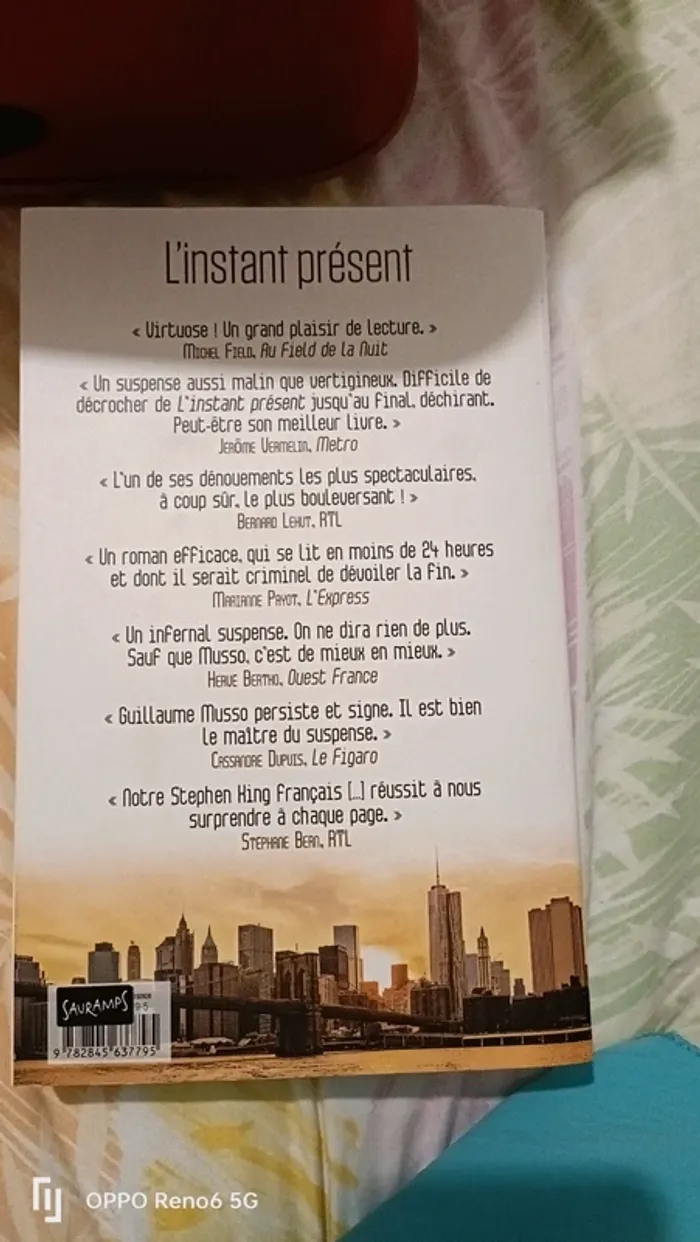 L'instant présent
« Virtuose ! Un grand plaisir de lecture. »
Michel Field, Au Field de la Nuit
« Un suspense aussi malin que vertigineux. Difficile de
décrocher de L'instant présent jusqu'au final, déchirant.
Peut-être son meilleur livre. »
Jérôme Vermelin, Metro
« L'un de ses dénouements les plus spectaculaires,
à coup sûr, le plus bouleversant ! »
Bernard Lehut, RTL
« Un roman efficace, qui se lit en moins de 24 heures
et dont il serait criminel de dévoiler la fin. »
Marianne Payot, L'Express
« Un infernal suspense. On ne dira rien de plus.
Sauf que Musso, c'est de mieux en mieux. »
Herve Bertho, Ouest France
« Guillaume Musso persiste et signe. Il est bien
le maître du suspense. »
Cassandre Dupuis, Le Figaro
« Notre Stephen King français [...] réussit à nous
surprendre à chaque page. »
Stephane Bern, RTL
SAURAMPS
9 782845 637795
OPPO Reno6 5G